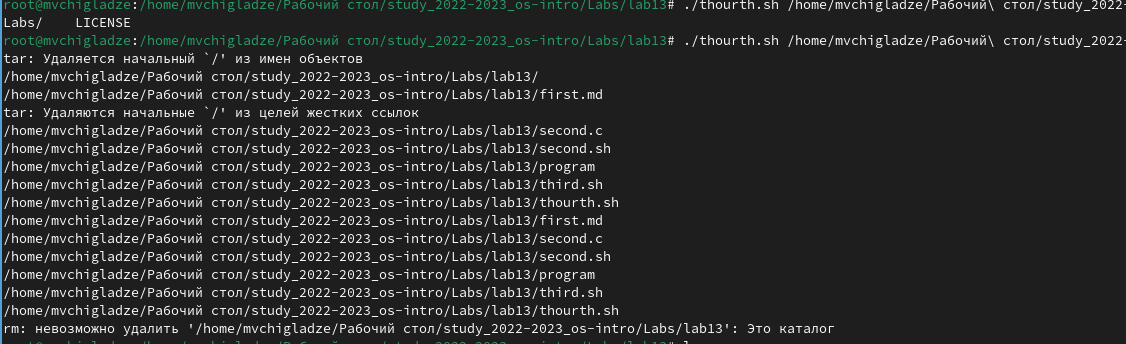 root@mvchigladze:/home/mvchigladze/Рабочий стол/study_2022-2023_os-intro/Labs/lab13# ./thourth.sh /home/mvchigladze/Рабочий\ стол/study_2022-
Labs/    LICENSE
root@mvchigladze:/home/mvchigladze/Рабочий стол/study_2022-2023_os-intro/Labs/lab13# ./thourth.sh /home/mvchigladze/Рабочий\ стол/study_2022-
tar: Удаляется начальный `/' из имен объектов
/home/mvchigladze/Рабочий стол/study_2022-2023_os-intro/Labs/lab13/
/home/mvchigladze/Рабочий стол/study_2022-2023_os-intro/Labs/lab13/first.md
tar: Удаляются начальные `/' из целей жестких ссылок
/home/mvchigladze/Рабочий стол/study_2022-2023_os-intro/Labs/lab13/second.c
/home/mvchigladze/Рабочий стол/study_2022-2023_os-intro/Labs/lab13/second.sh
/home/mvchigladze/Рабочий стол/study_2022-2023_os-intro/Labs/lab13/program
/home/mvchigladze/Рабочий стол/study_2022-2023_os-intro/Labs/lab13/third.sh
/home/mvchigladze/Рабочий стол/study_2022-2023_os-intro/Labs/lab13/thourth.sh
/home/mvchigladze/Рабочий стол/study_2022-2023_os-intro/Labs/lab13/first.md
/home/mvchigladze/Рабочий стол/study_2022-2023_os-intro/Labs/lab13/second.c
/home/mvchigladze/Рабочий стол/study_2022-2023_os-intro/Labs/lab13/second.sh
/home/mvchigladze/Рабочий стол/study_2022-2023_os-intro/Labs/lab13/program
/home/mvchigladze/Рабочий стол/study_2022-2023_os-intro/Labs/lab13/third.sh
/home/mvchigladze/Рабочий стол/study_2022-2023_os-intro/Labs/lab13/thourth.sh
rm: невозможно удалить '/home/mvchigladze/Рабочий стол/study_2022-2023_os-intro/Labs/lab13': Это каталог